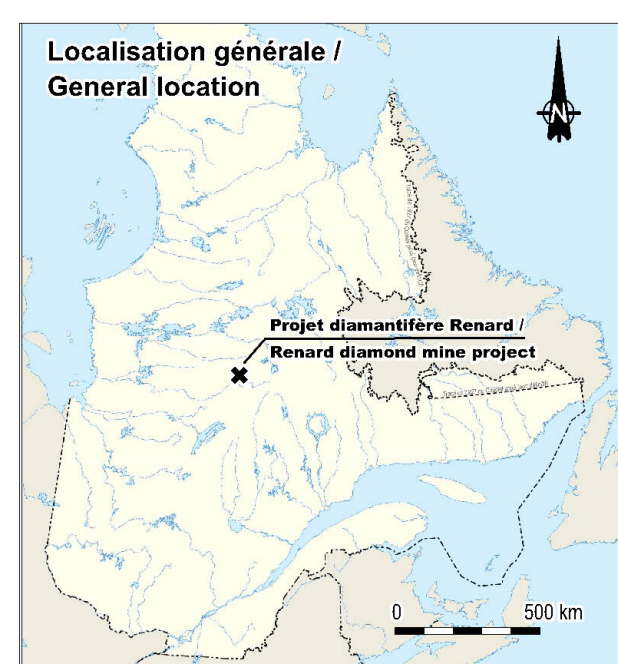 Localisation générale /
General location
N
Projet diamantifère Renard /
Renard diamond mine project
0 500 km